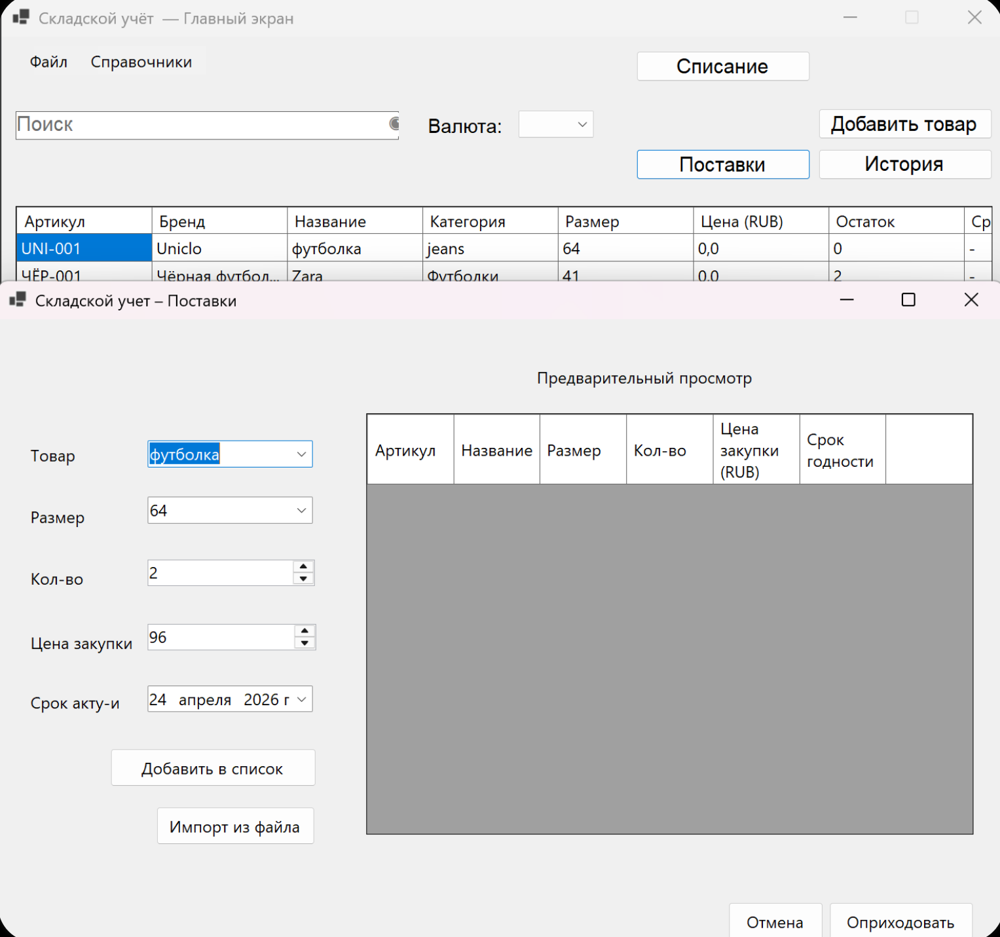 Складской учёт — Главный экран
Файл Справочники
Списание
Поиск Валюта: Добавить товар
Поставки История
Артикул Бренд Название Категория Размер Цена (RUB) Остаток Ср
UNI-001 Uniclo футболка jeans 64 0,0 0 -
ЧЁР-001 Чёрная футбол... Zara Футболки 41 0,0 2 -
Складской учет – Поставки
Предварительный просмотр
Артикул Название Размер Кол-во Цена закупки (RUB) Срок годности
Товар футболка
Размер 64
Кол-во 2
Цена закупки 96
Срок акту-и 24 апреля 2026 г
Добавить в список
Импорт из файла
Отмена Оприходовать